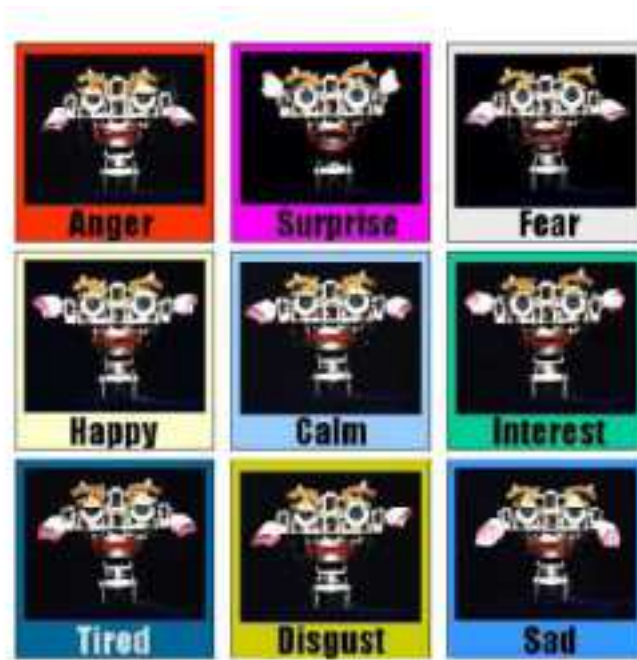 Anger
Surprise
Fear
Happy
Calm
Interest
Tired
Disgust
Sad